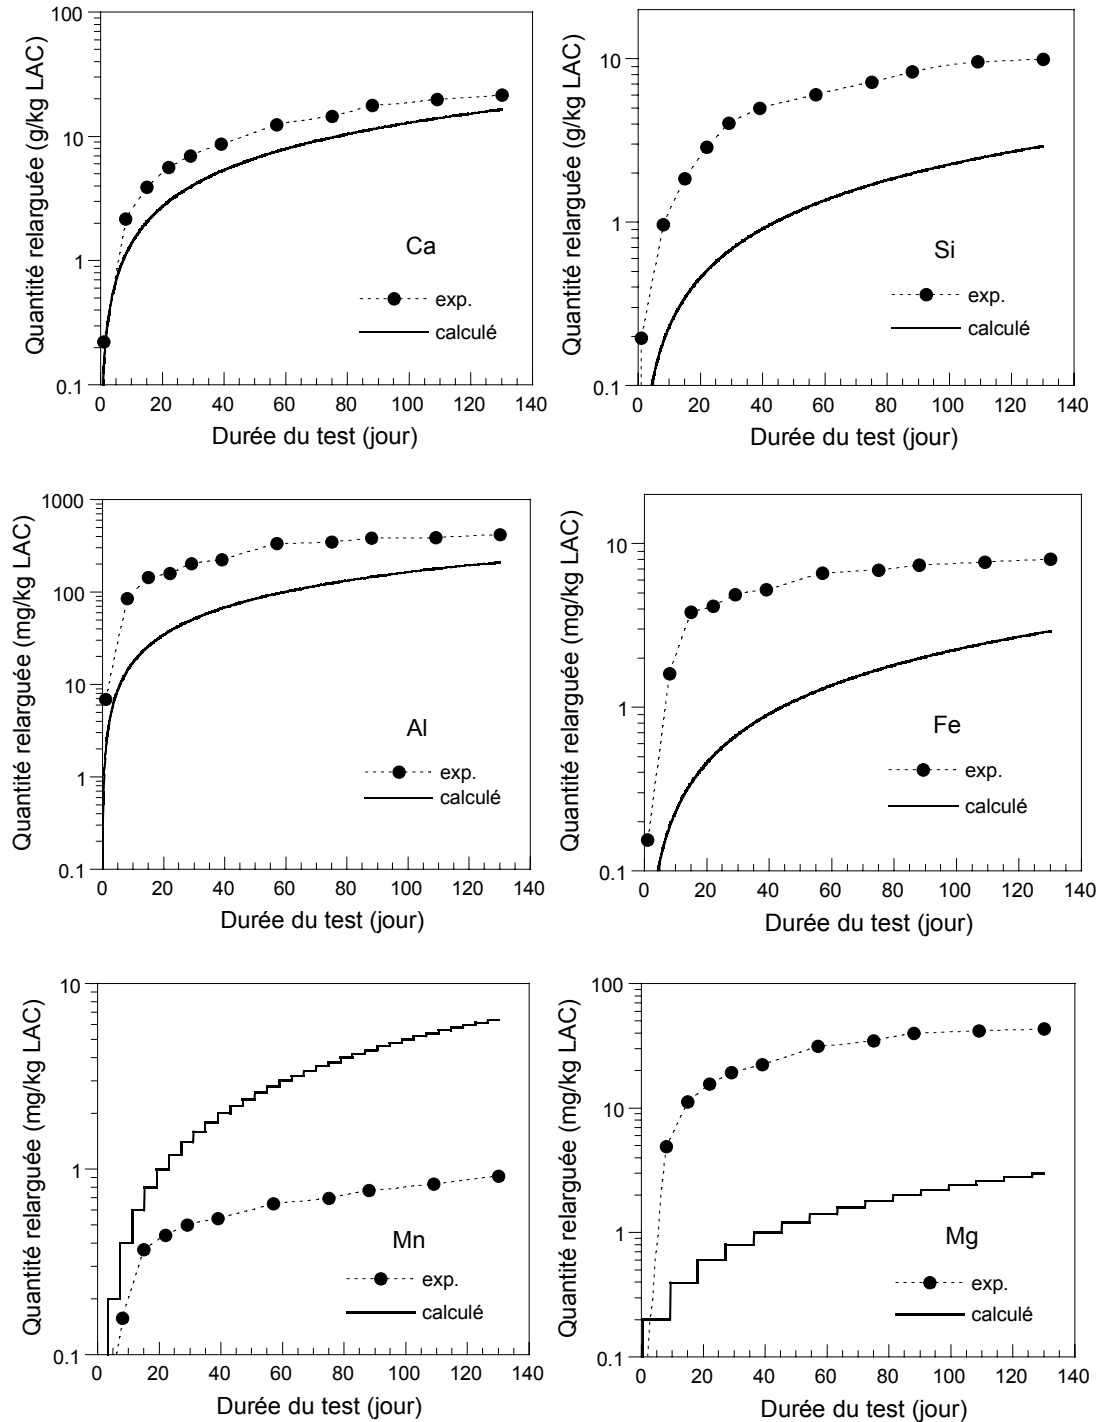 100
10
1
0.1
Quantité relarguée (g/kg LAC)
Ca
exp.
calculé
0 20 40 60 80 100 120 140
Durée du test (jour)
10
1
0.1
Quantité relarguée (g/kg LAC)
Si
exp.
calculé
0 20 40 60 80 100 120 140
Durée du test (jour)
1000
100
10
1
0.1
Quantité relarguée (mg/kg LAC)
Al
exp.
calculé
0 20 40 60 80 100 120 140
Durée du test (jour)
10
1
0.1
Quantité relarguée (mg/kg LAC)
Fe
exp.
calculé
0 20 40 60 80 100 120 140
Durée du test (jour)
10
1
0.1
Quantité relarguée (mg/kg LAC)
Mn
exp.
calculé
0 20 40 60 80 100 120 140
Durée du test (jour)
100
10
1
0.1
Quantité relarguée (mg/kg LAC)
Mg
exp.
calculé
0 20 40 60 80 100 120 140
Durée du test (jour)